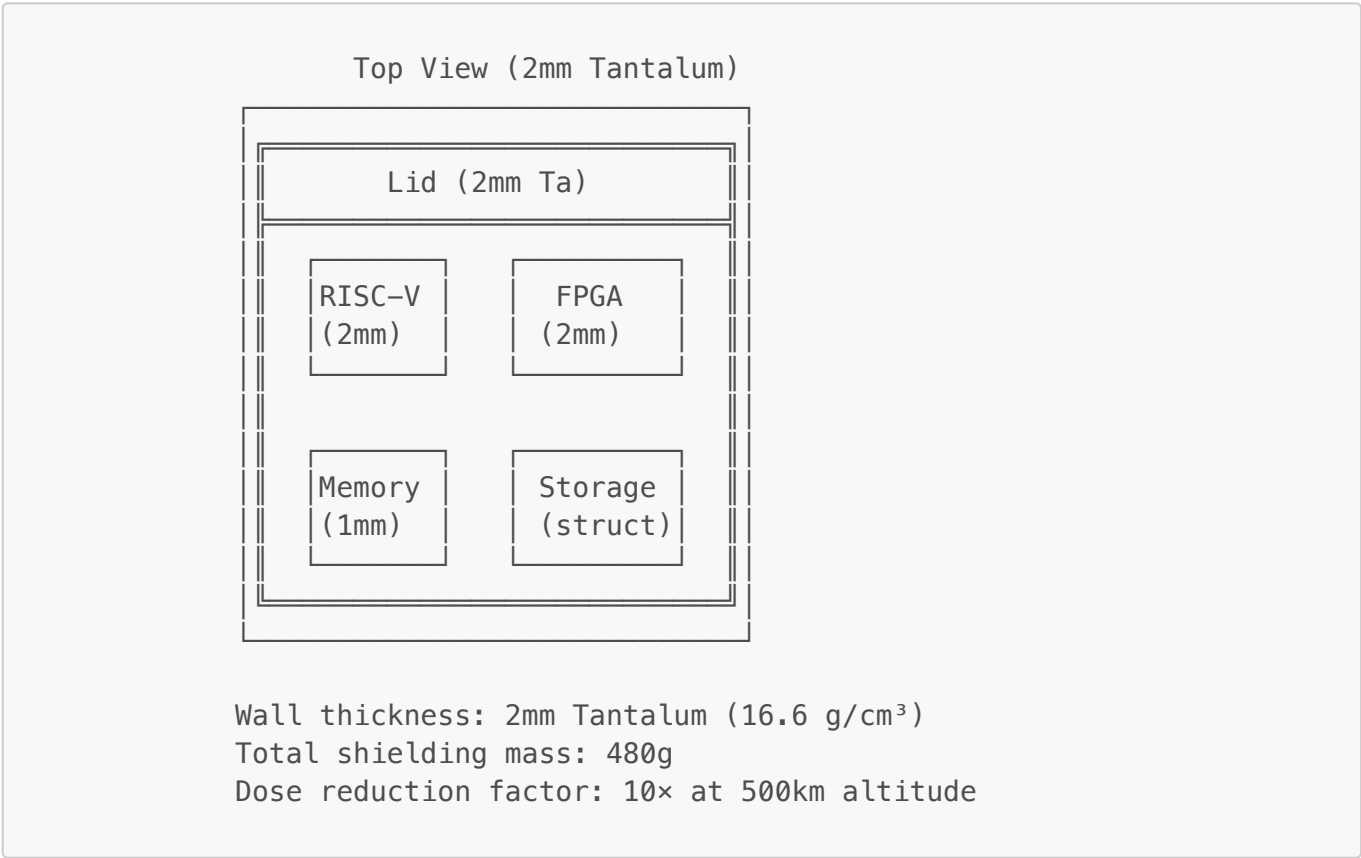 Top View (2mm Tantalum)
Lid (2mm Ta)
RISC-V FPGA
(2mm) (2mm)
Memory Storage
(1mm) (struct)
Wall thickness: 2mm Tantalum (16.6 g/cm³)
Total shielding mass: 480g
Dose reduction factor: 10× at 500km altitude